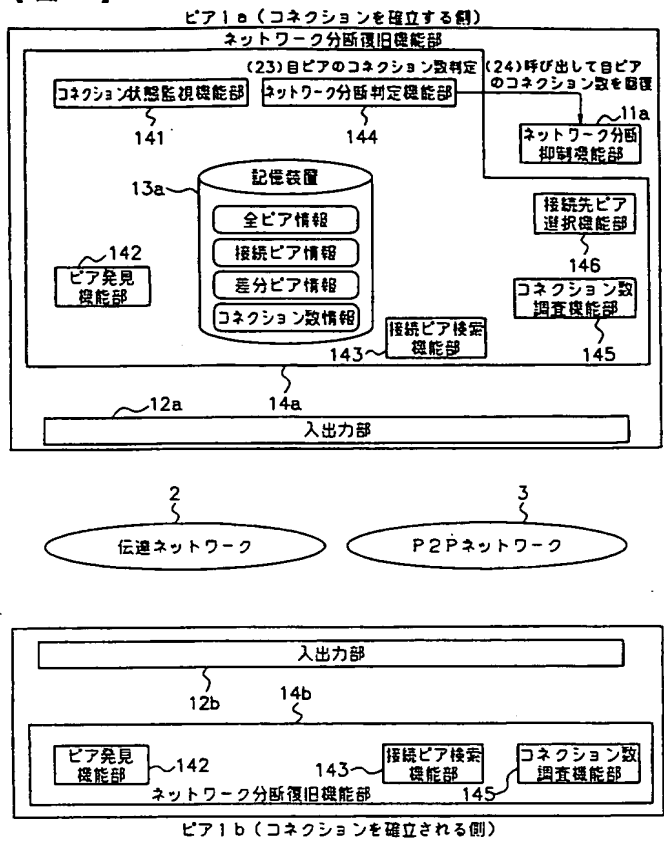 ピア1a(コネクションを確立する側)
ネットワーク分断復旧機能部
(23)自ピアのコネクション数判定
(24)呼び出して自ピア
のコネクション数を回復
コネクション状態監視機能部
141
ネットワーク分断判定機能部
144
11a
ネットワーク分断
抑制機能部
13a
記憶装置
全ピア情報
接続ピア情報
差分ピア情報
コネクション数情報
接続先ピア
選択機能部
146
142
ピア発見
機能部
コネクション数
調査機能部
145
接続ピア検索
機能部
143
14a
12a
入出力部
2
伝達ネットワーク
3
P2Pネットワーク
入出力部
12b
14b
ピア発見
機能部
142
接続ピア検索
機能部
143
コネクション数
調査機能部
145
ネットワーク分断復旧機能部
ピア1b(コネクションを確立される側)